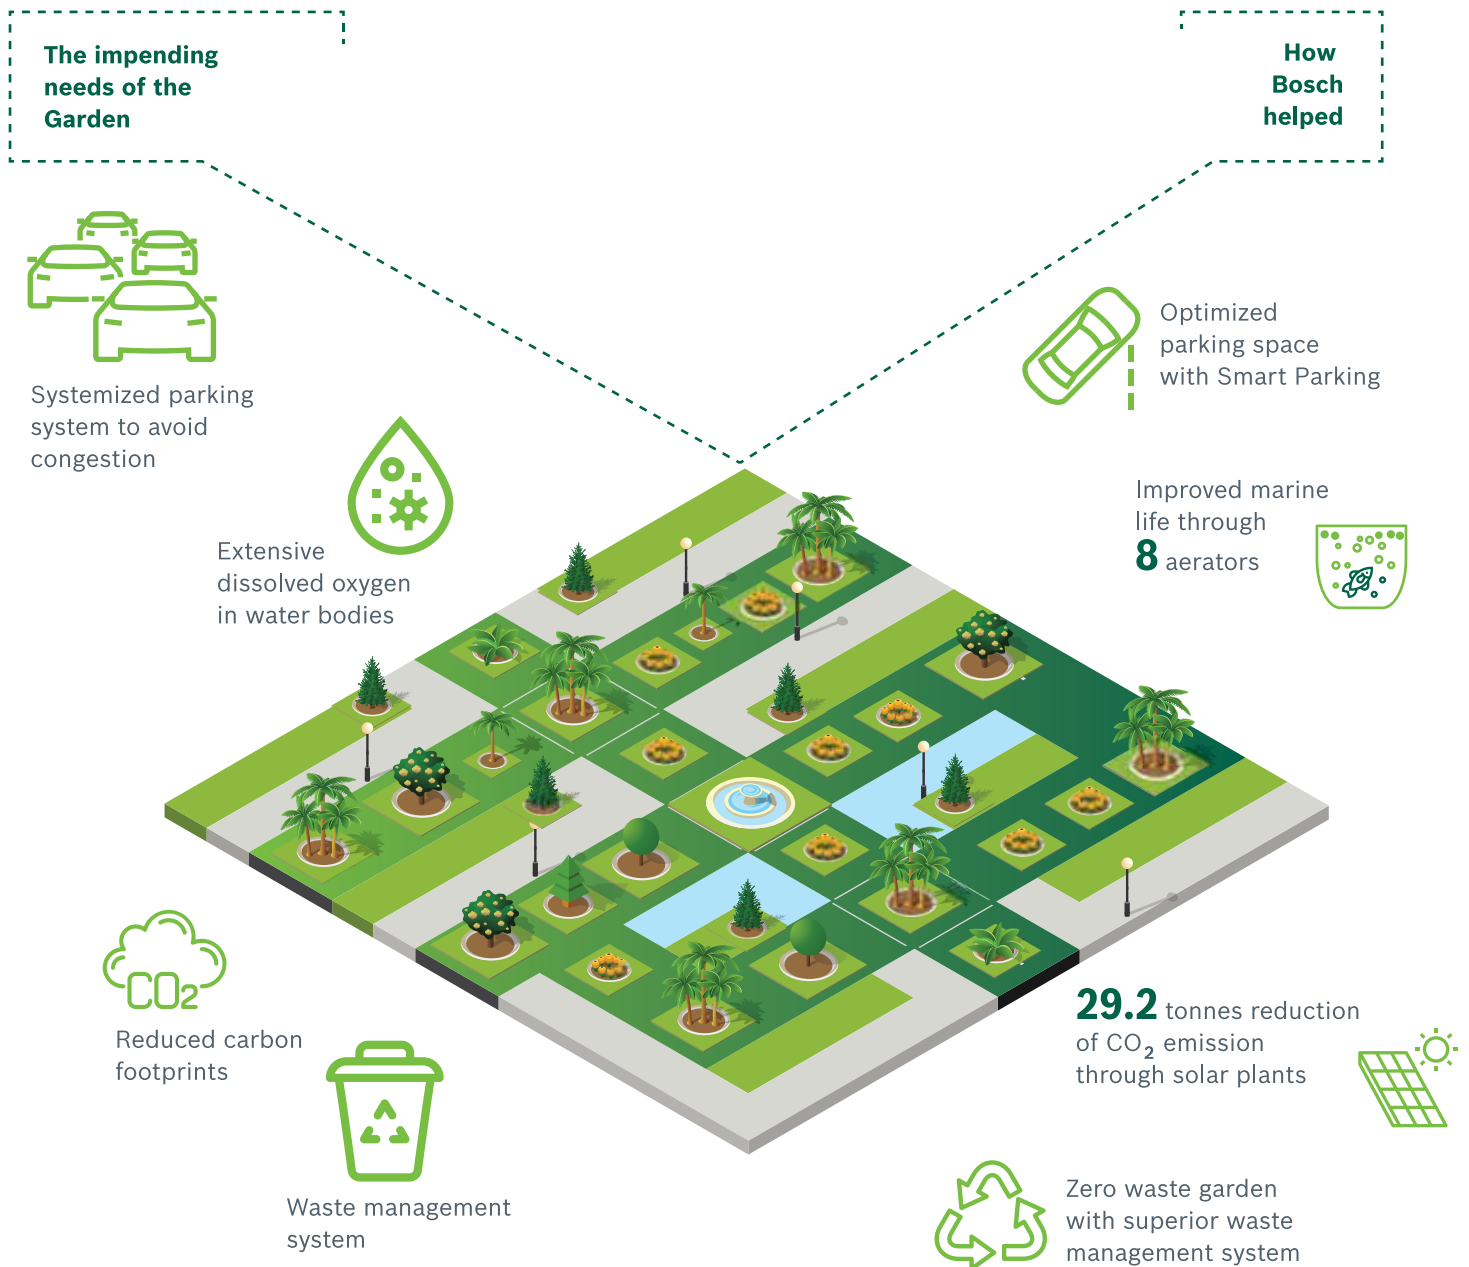 The impending
needs of the
Garden
How
Bosch
helped
Systemized parking
system to avoid
congestion
Optimized
parking space
with Smart Parking
Extensive
dissolved oxygen
in water bodies
Improved marine
life through
8 aerators
CO2
Reduced carbon
footprints
29.2 tonnes reduction
of CO₂ emission
through solar plants
Waste management
system
Zero waste garden
with superior waste
management system